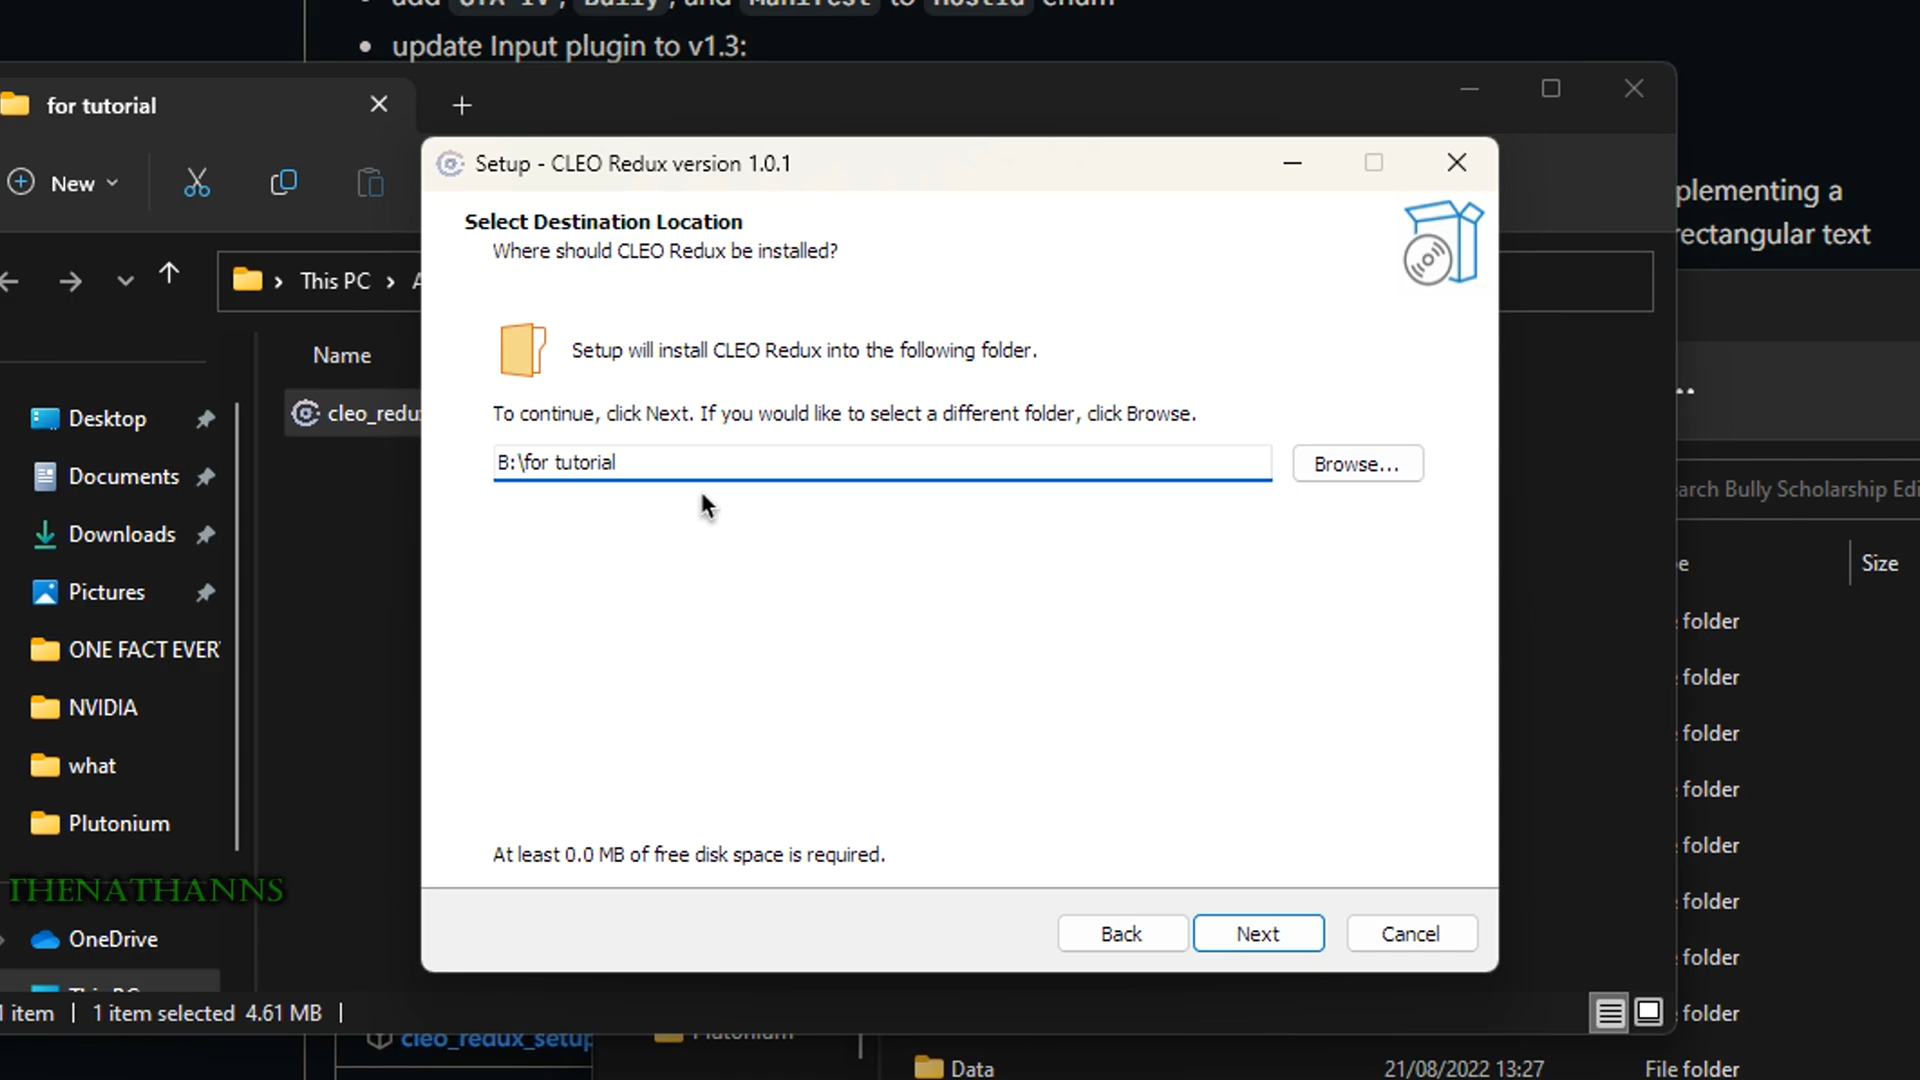 update Input plugin to v1.3:
for tutorial
New
Setup - CLEO Redux version 1.0.1
Select Destination Location
Where should CLEO Redux be installed?
plementing a
rectangular text
This PC
Name
Setup will install CLEO Redux into the following folder.
To continue, click Next. If you would like to select a different folder, click Browse.
cleo_redu
B:\for tutorial
Browse...
arch Bully Scholarship Edi
Desktop
Documents
Downloads
Pictures
ONE FACT EVER
NVIDIA
what
Plutonium
Size
folder
folder
folder
folder
folder
folder
folder
folder
At least 0.0 MB of free disk space is required.
THENATHANNS
OneDrive
Back
Next
Cancel
1 item
1 item selected 4.61 MB
cleo_redux_setup
Data
21/08/2022 13:27
File folder